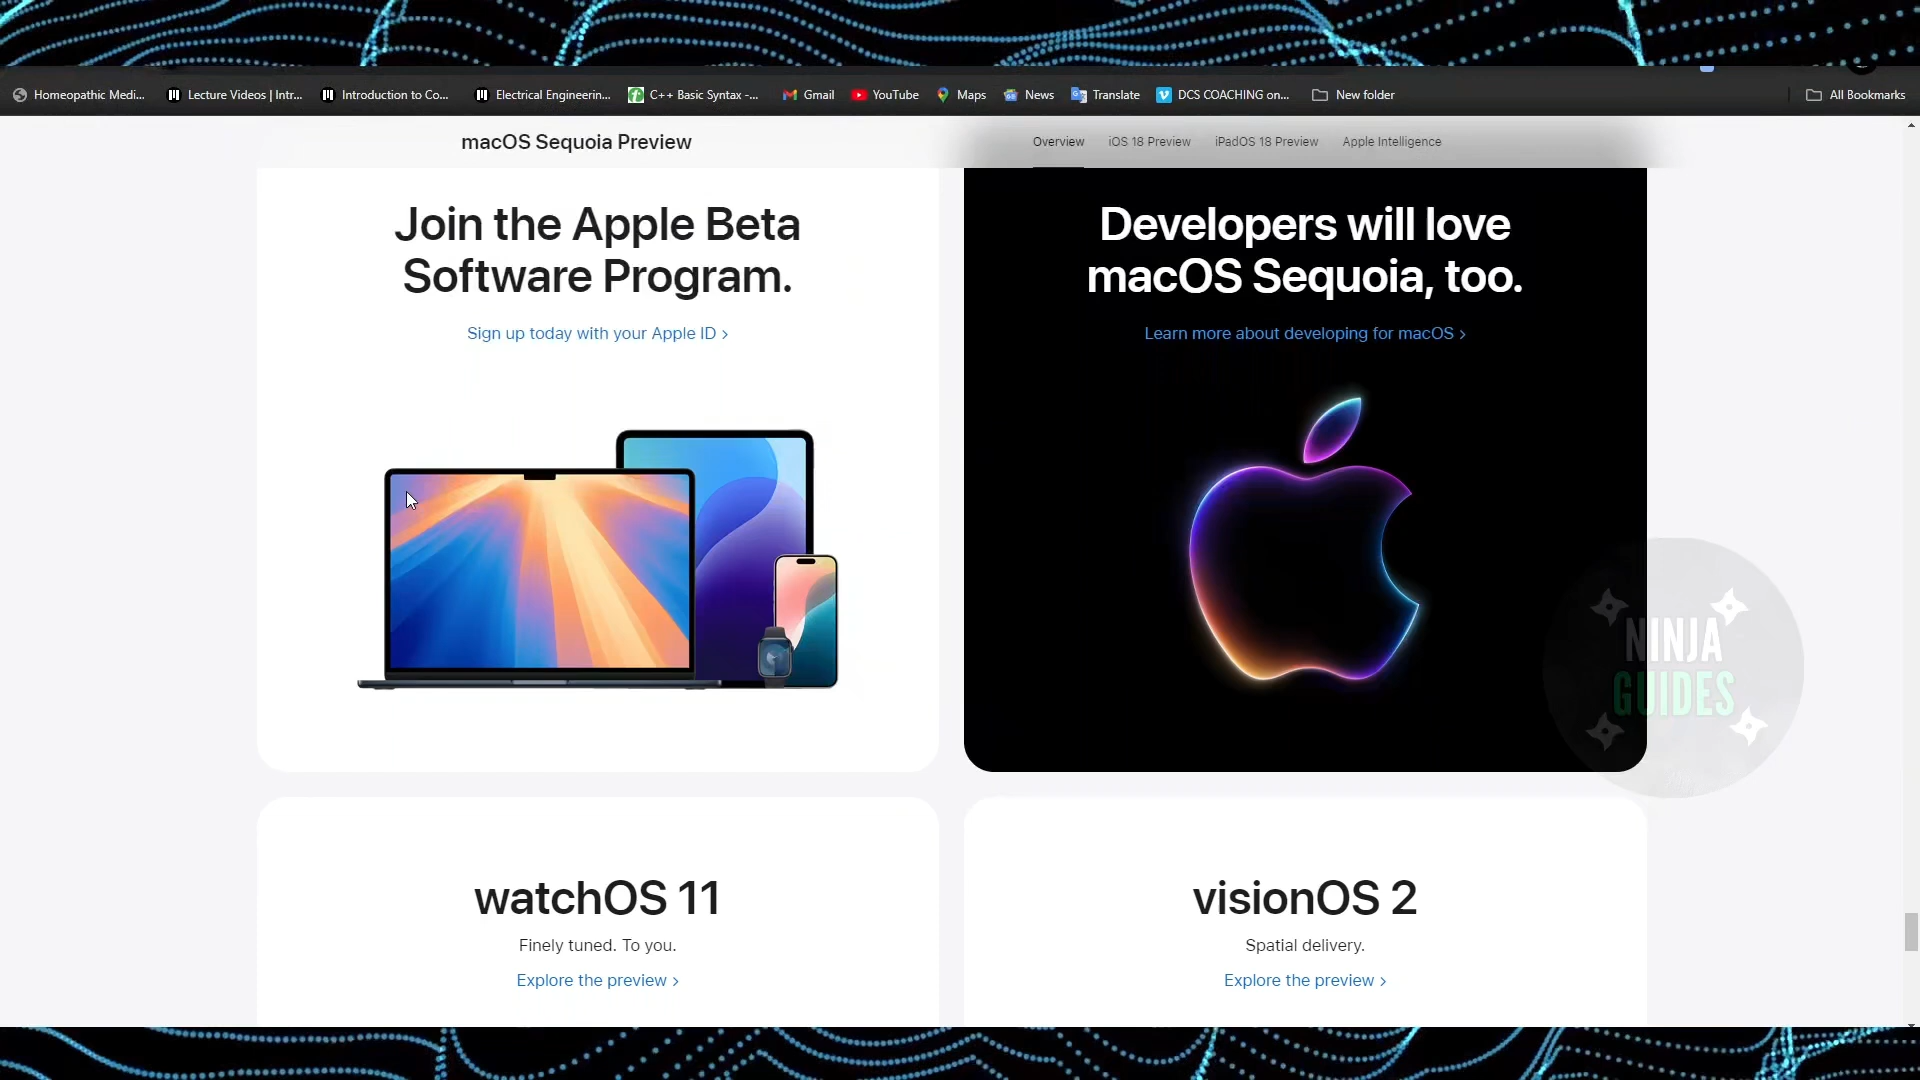 Homeopathic Medi...
Lecture Videos | Intr...
Introduction to Co...
Electrical Engineerin...
C++ Basic Syntax -...
Gmail
YouTube
Maps
News
Translate
DCS COACHING on...
New folder
All Bookmarks
macOS Sequoia Preview
Overview
iOS 18 Preview
iPadOS 18 Preview
Apple Intelligence
Join the Apple Beta
Software Program.
Sign up today with your Apple ID >
Developers will love
macOS Sequoia, too.
Learn more about developing for macOS >
NINJA
GUIDES
watchOS 11
Finely tuned. To you.
Explore the preview >
visionOS 2
Spatial delivery.
Explore the preview >